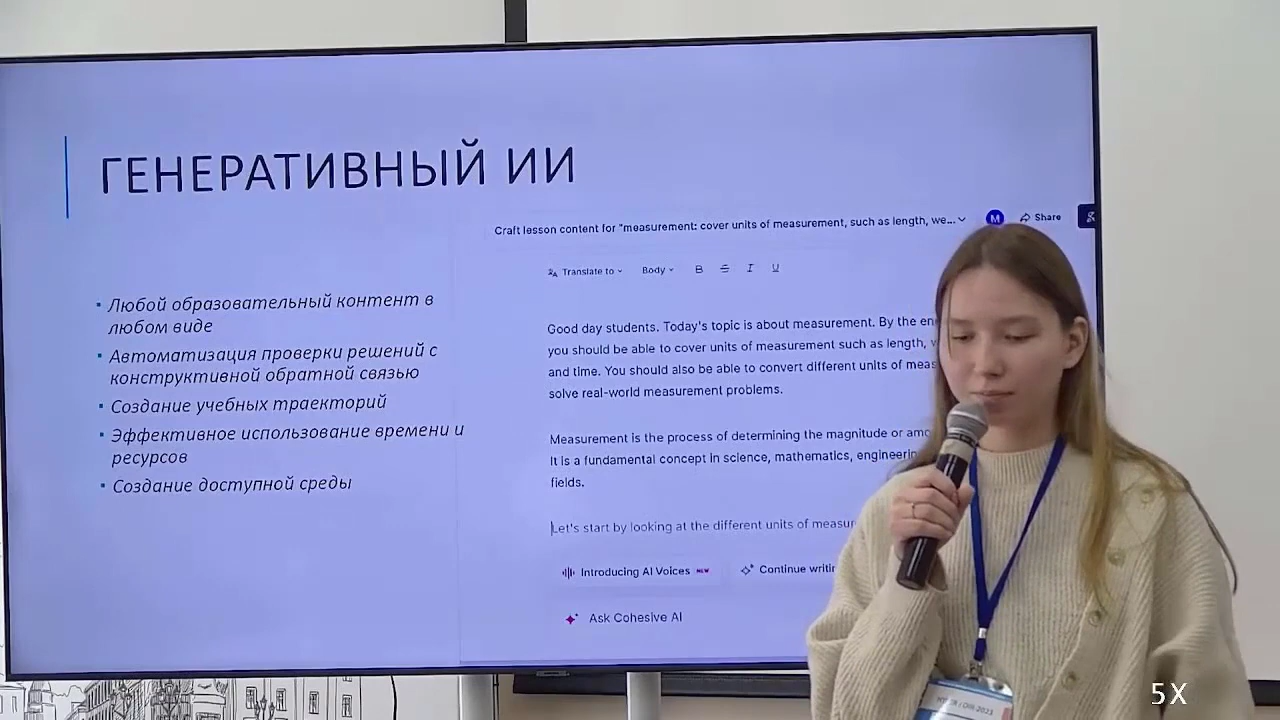 ГЕНЕРАТИВНЫЙ ИИ
Любой образовательный контент в
любом виде
Автоматизация проверки решений с
конструктивной обратной связью
Создание учебных траекторий
Эффективное использование времени и
ресурсов
Создание доступной среды
Craft lesson content for "measurement: cover units of measurement, such as length, we...
M
Share
Translate to
Body
B S I U
Good day students. Today's topic is about measurement. By the
you should be able to cover units of measurement such as length,
and time. You should also be able to convert different units of
solve real-world measurement problems.
Measurement is the process of determining the magnitude or
It is a fundamental concept in science, mathematics,
fields.
Let's start by looking at the different units of
Introducing AI Voices NEW
Continue
Ask Cohesive AI
5X